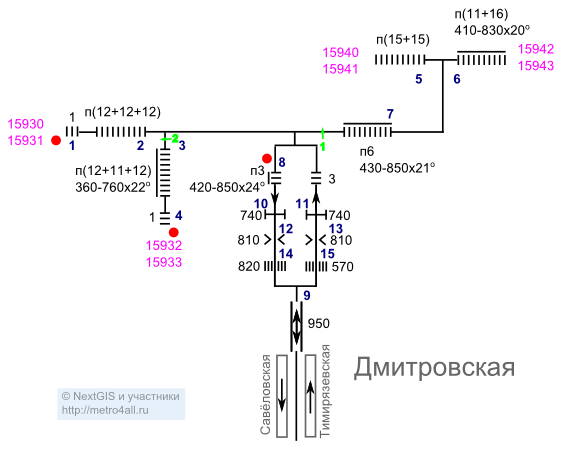 п(11+16)
410-830x20°
п(15+15)
15940
15941
15942
15943
5
6
7
п(12+12+12)
1
15930
15931
1
2
2
3
1
п6
430-850x21°
п(12+11+12)
360-760x22°
п3
8
420-850x24°
3
1
4
15932
15933
10
11
740
740
12
13
810
810
14
15
820
570
9
950
Дмитровская
Савёловская
Тимирязевская
© NextGIS и участники
http://metro4all.ru